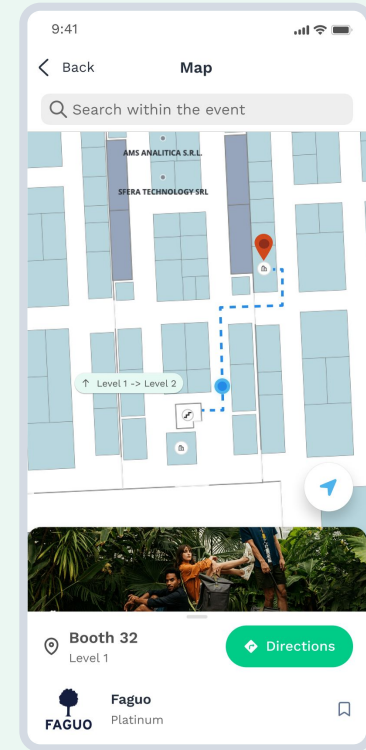 9:41
Back
Map
Search within the event
AMS ANALITICA S.R.L.
SFERA TECHNOLOGY SRL
↑ Level 1 -> Level 2
Booth 32
Level 1
Directions
FAGUO
Faguo
Platinum